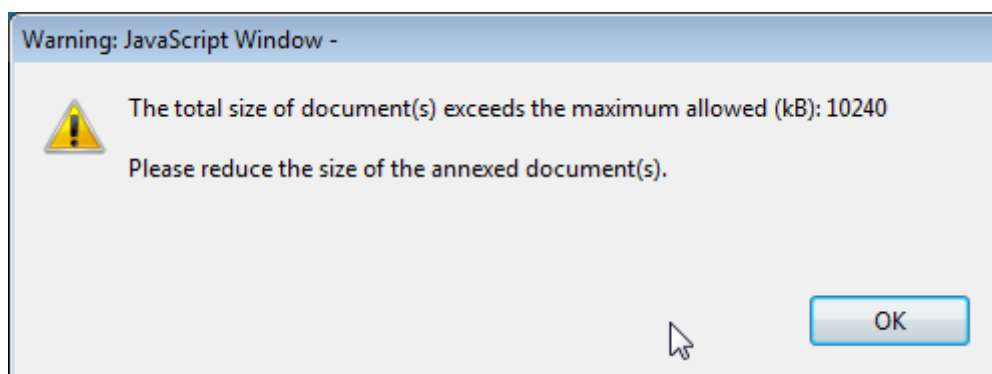 Warning: JavaScript Window -
The total size of document(s) exceeds the maximum allowed (kB): 10240
Please reduce the size of the annexed document(s).
OK